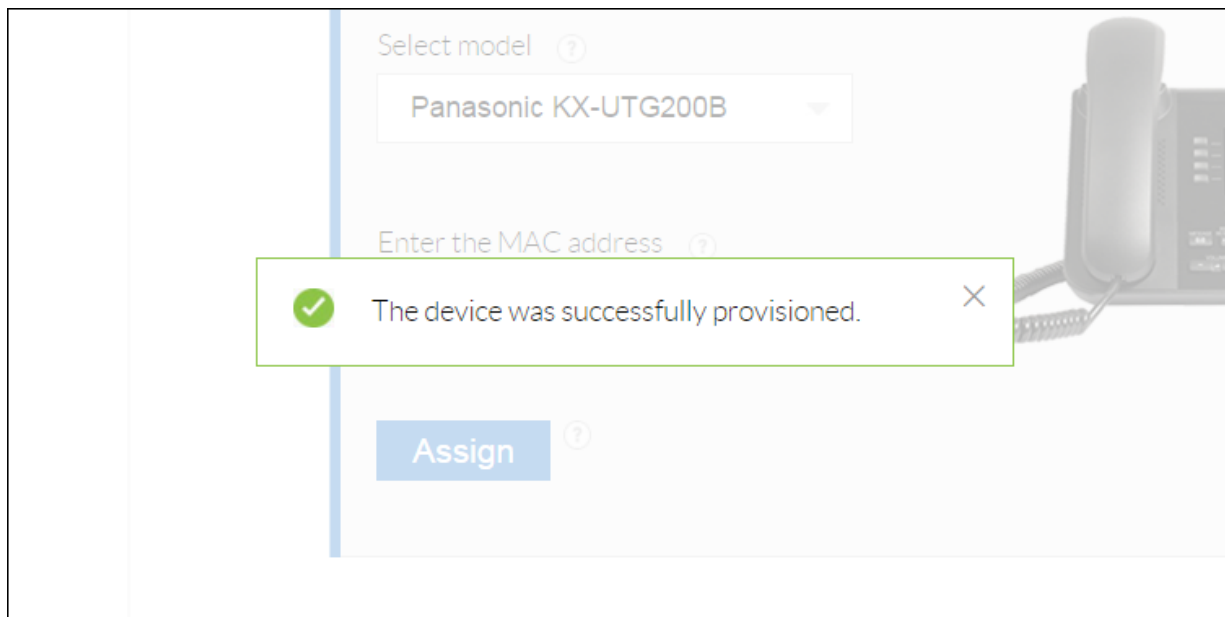 Select model ?
Panasonic KX-UTG200B
Enter the MAC address ?
The device was successfully provisioned.
Assign ?